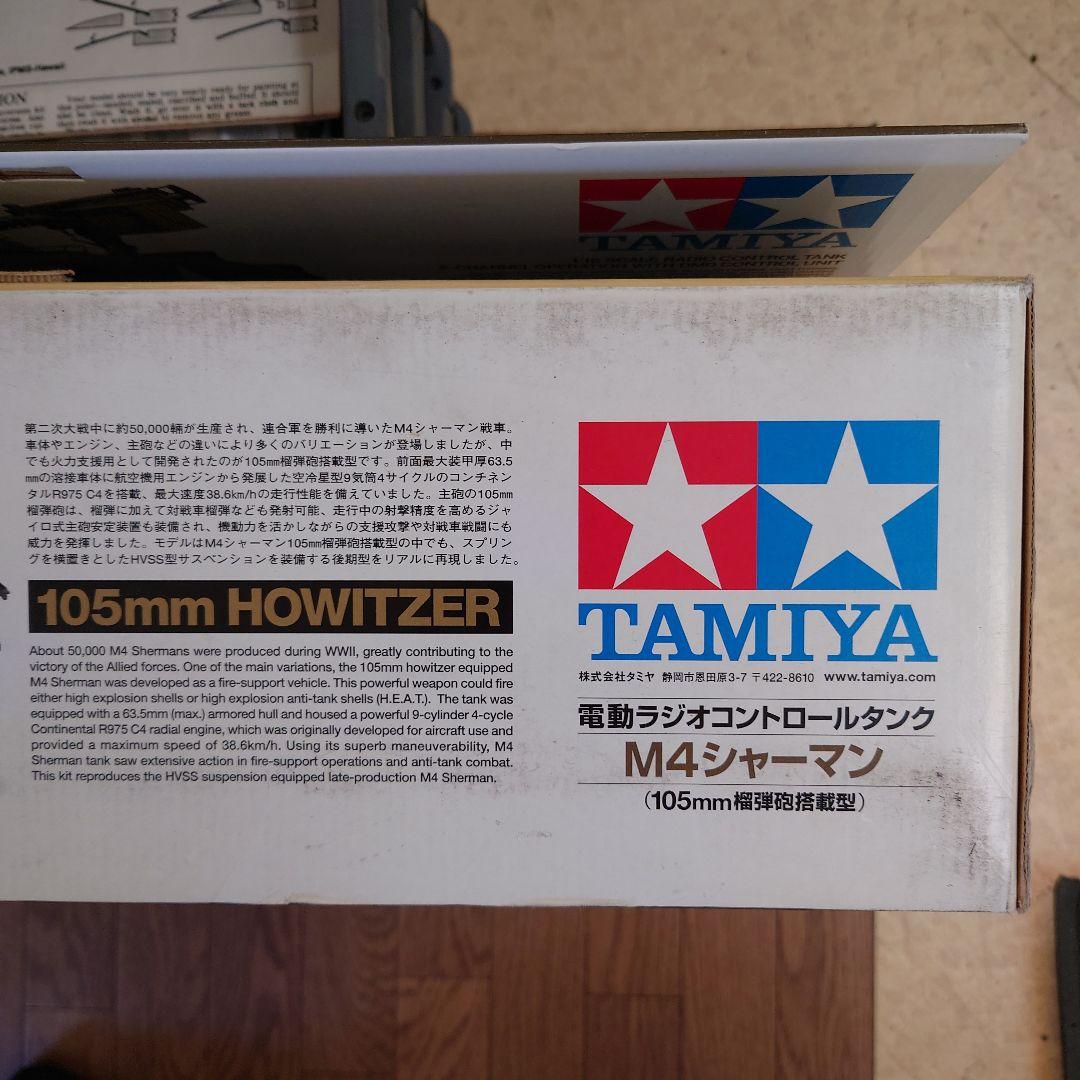 IPMS-Hawaii
ION
Your model should be very nearly ready for painting at
TAMIYA
1/16 SCALE RADIO CONTROL TANK
8-CHANNEL OPERATION WITH DMD CONTROL UNIT
第二次大戦中に約50,000輛が生産され、連合軍を勝利に導いたM4シャーマン戦車。
車体やエンジン、主砲などの違いにより多くのバリエーションが登場しましたが、中
でも火力支援用として開発されたのが105mm榴弾砲搭載型です。前面最大装甲厚63.5
mmの溶接車体に航空機用エンジンから発展した空冷星型9気筒4サイクルのコンチネン
タルR975 C4を搭載、最大速度38.6km/hの走行性能を備えていました。主砲の105mm
榴弾砲は、榴弾に加えて対戦車榴弾なども発射可能、走行中の射撃精度を高めるジャ
イロ式主砲安定装置も装備され、機動力を活かしながらの支援攻撃や対戦車戦闘にも
威力を発揮しました。モデルはM4シャーマン105mm榴弾砲搭載型の中でも、スプリン
グを横置きとしたHVSS型サスペンションを装備する後期型をリアルに再現しました。
105mm HOWITZER
About 50,000 M4 Shermans were produced during WWII, greatly contributing to the
victory of the Allied forces. One of the main variations, the 105mm howitzer equipped
M4 Sherman was developed as a fire-support vehicle. This powerful weapon could fire
either high explosion shells or high explosion anti-tank shells (H.E.A.T.). The tank was
equipped with a 63.5mm (max.) armored hull and housed a powerful 9-cylinder 4-cycle
Continental R975 C4 radial engine, which was originally developed for aircraft use and
provided a maximum speed of 38.6km/h. Using its superb maneuverability, M4
Sherman tank saw extensive action in fire-support operations and anti-tank combat.
This kit reproduces the HVSS suspension equipped late-production M4 Sherman.
TAMIYA
株式会社タミヤ 静岡市恩田原3-7 〒422-8610 www.tamiya.com
電動ラジオコントロールタンク
M4シャーマン
(105mm榴弾砲搭載型)